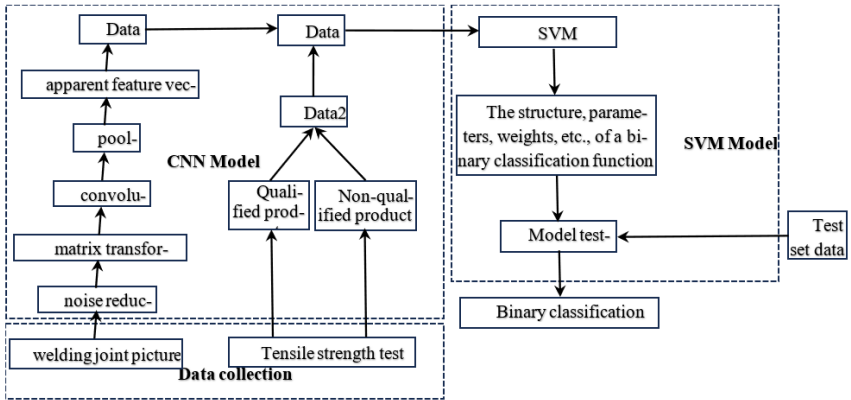 Data
Data
SVM
apparent feature vec-
Data2
The structure, parame-
ters, weights, etc., of a bi-
nary classification function
pool-
CNN Model
SVM Model
convolu-
Quali-
fied prod-
Non-qual-
ified product
matrix transfor-
Model test-
Test
set data
noise reduc-
Binary classification
welding joint picture
Tensile strength test
Data collection